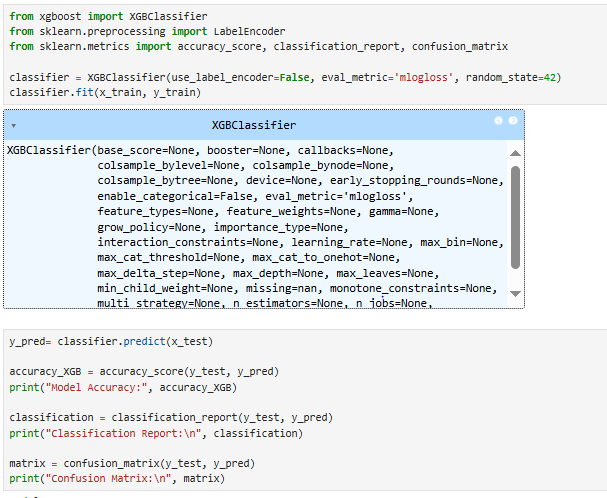 from xgboost import XGBClassifier
from sklearn.preprocessing import LabelEncoder
from sklearn.metrics import accuracy_score, classification_report, confusion_matrix
classifier = XGBClassifier(use_label_encoder=False, eval_metric='mlogloss', random_state=42)
classifier.fit(x_train, y_train)
XGBClassifier
XGBClassifier(base_score=None, booster=None, callbacks=None,
colsample_bylevel=None, colsample_bynode=None,
colsample_bytree=None, device=None, early_stopping_rounds=None,
enable_categorical=False, eval_metric='mlogloss',
feature_types=None, feature_weights=None, gamma=None,
grow_policy=None, importance_type=None,
interaction_constraints=None, learning_rate=None, max_bin=None,
max_cat_threshold=None, max_cat_to_onehot=None,
max_delta_step=None, max_depth=None, max_leaves=None,
min_child_weight=None, missing=nan, monotone_constraints=None,
multi_strategy=None, n_estimators=None, n_jobs=None,
y_pred= classifier.predict(x_test)
accuracy_XGB = accuracy_score(y_test, y_pred)
print("Model Accuracy:", accuracy_XGB)
classification = classification_report(y_test, y_pred)
print("Classification Report:\n", classification)
matrix = confusion_matrix(y_test, y_pred)
print("Confusion Matrix:\n", matrix)